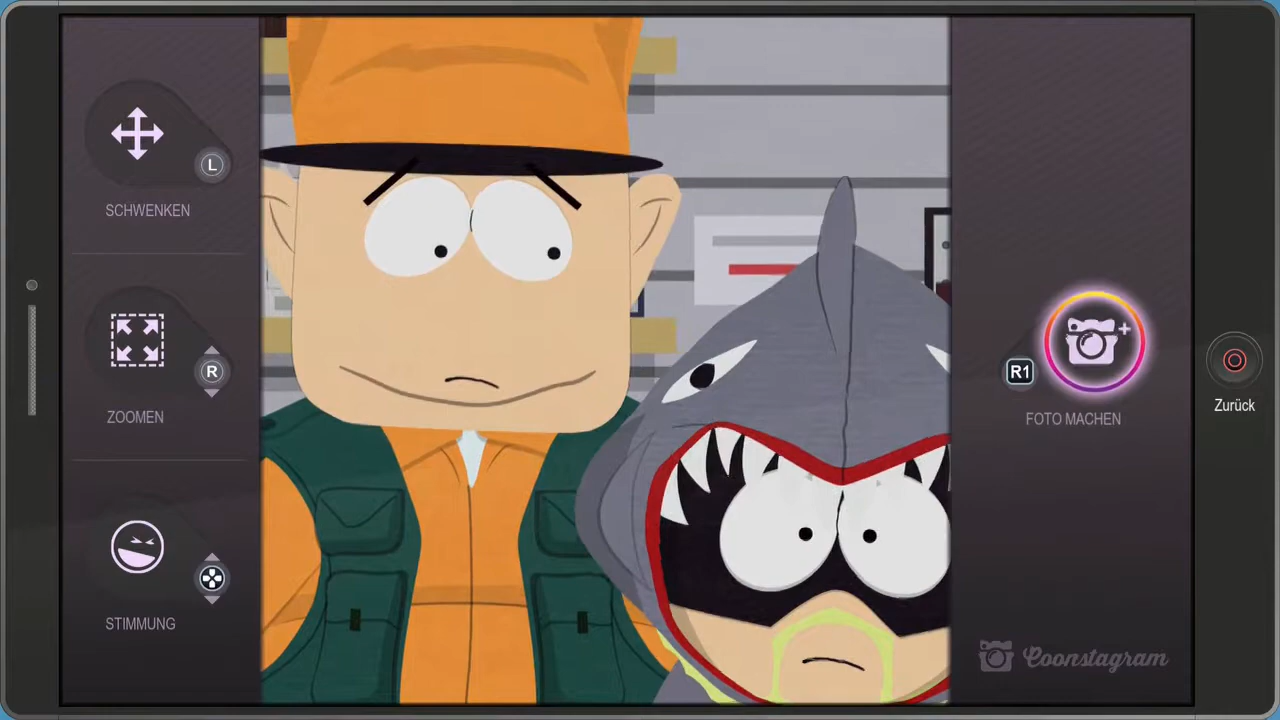 L
SCHWENKEN
R
ZOOMEN
STIMMUNG
R1
FOTO MACHEN
Zurück
Coonstagram